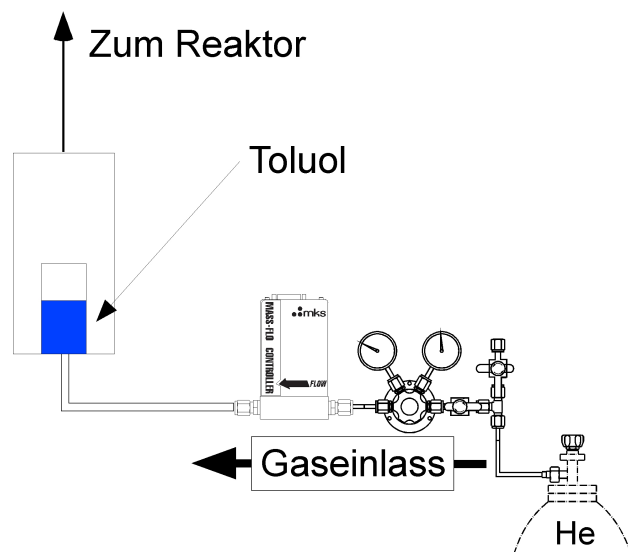 Zum Reaktor
Toluol
mks
MASS-FLO CONTROLLER
FLOW
Gaseinlass
He